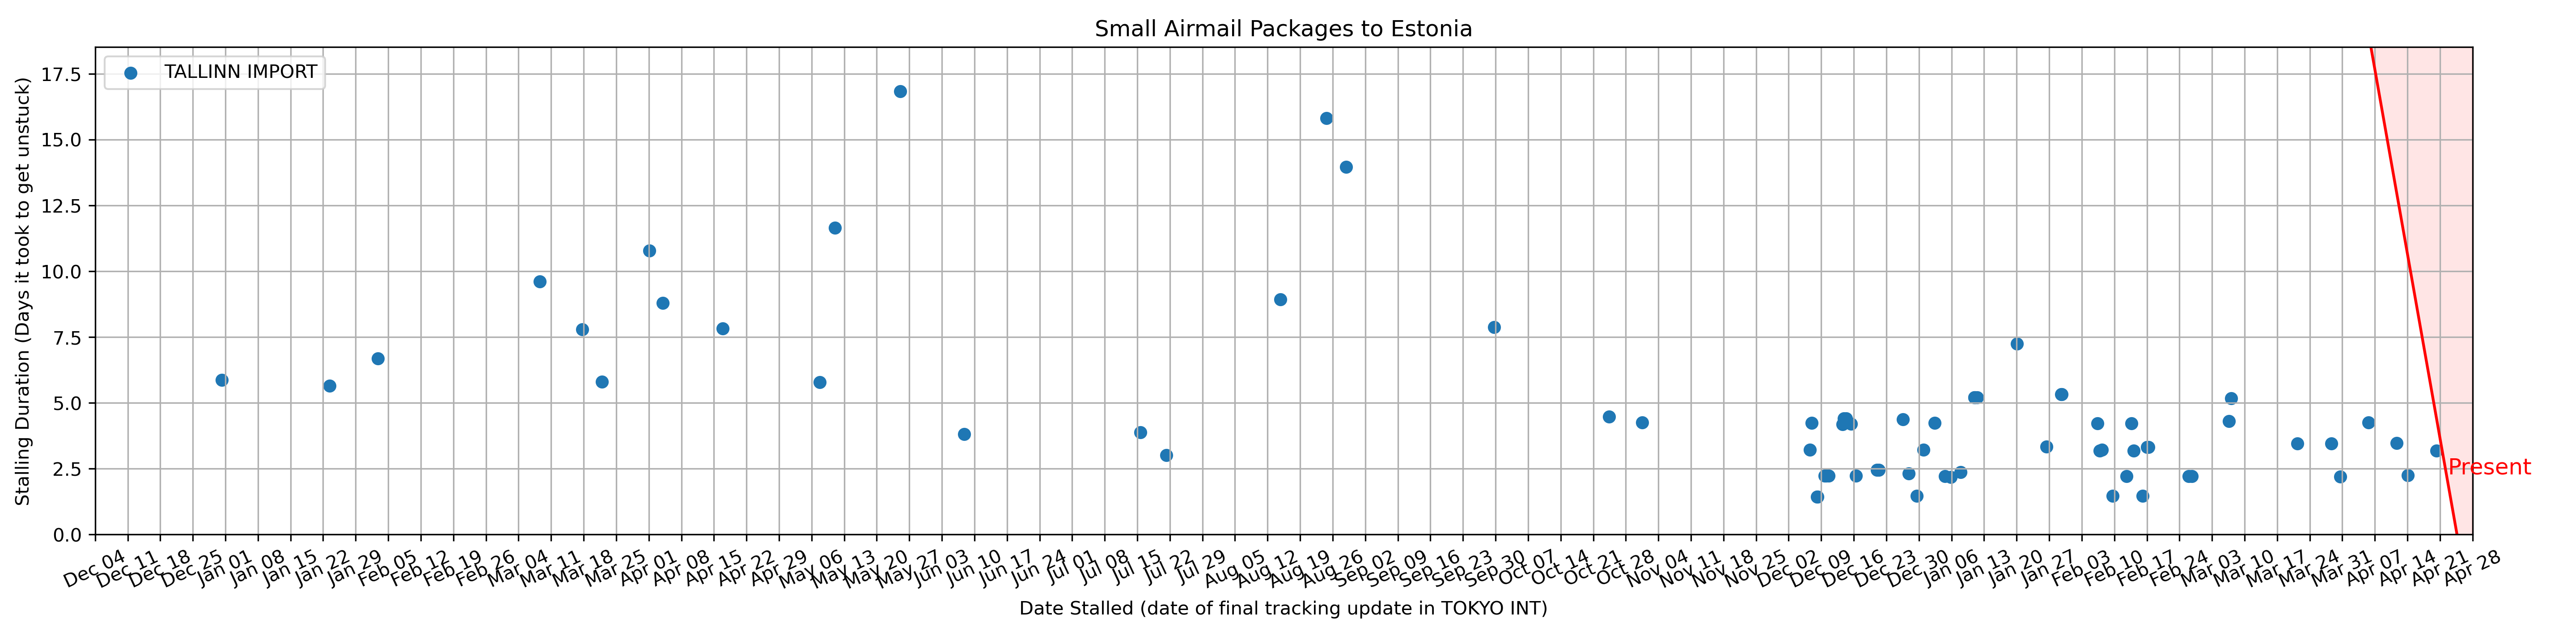 Small Airmail Packages to Estonia
TALLINN IMPORT
Stalling Duration (Days it took to get unstuck)
17.5
15.0
12.5
10.0
7.5
5.0
2.5
0.0
Present
Dec 04
Dec 11
Dec 18
Dec 25
Jan 01
Jan 08
Jan 15
Jan 22
Jan 29
Feb 05
Feb 12
Feb 19
Feb 26
Mar 04
Mar 11
Mar 18
Mar 25
Apr 01
Apr 08
Apr 15
Apr 22
Apr 29
May 06
May 13
May 20
May 27
Jun 03
Jun 10
Jun 17
Jun 24
Jul 01
Jul 08
Jul 15
Jul 22
Jul 29
Aug 05
Aug 12
Aug 19
Aug 26
Sep 02
Sep 09
Sep 16
Sep 23
Sep 30
Oct 07
Oct 14
Oct 21
Oct 28
Nov 04
Nov 11
Nov 18
Nov 25
Dec 02
Dec 09
Dec 16
Dec 23
Dec 30
Jan 06
Jan 13
Jan 20
Jan 27
Feb 03
Feb 10
Feb 17
Feb 24
Mar 03
Mar 10
Mar 17
Mar 24
Mar 31
Apr 07
Apr 14
Apr 21
Apr 28
Date Stalled (date of final tracking update in TOKYO INT)